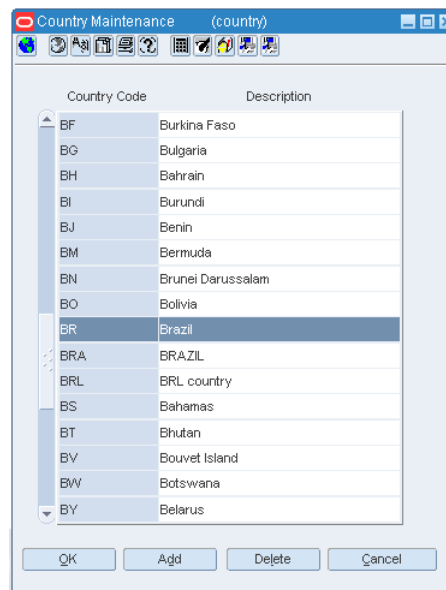 Country Maintenance (country)
Country Code Description
BF Burkina Faso
BG Bulgaria
BH Bahrain
BI Burundi
BJ Benin
BM Bermuda
BN Brunei Darussalam
BO Bolivia
BR Brazil
BRA BRAZIL
BRL BRL country
BS Bahamas
BT Bhutan
BV Bouvet Island
BW Botswana
BY Belarus
OK Add Delete Cancel